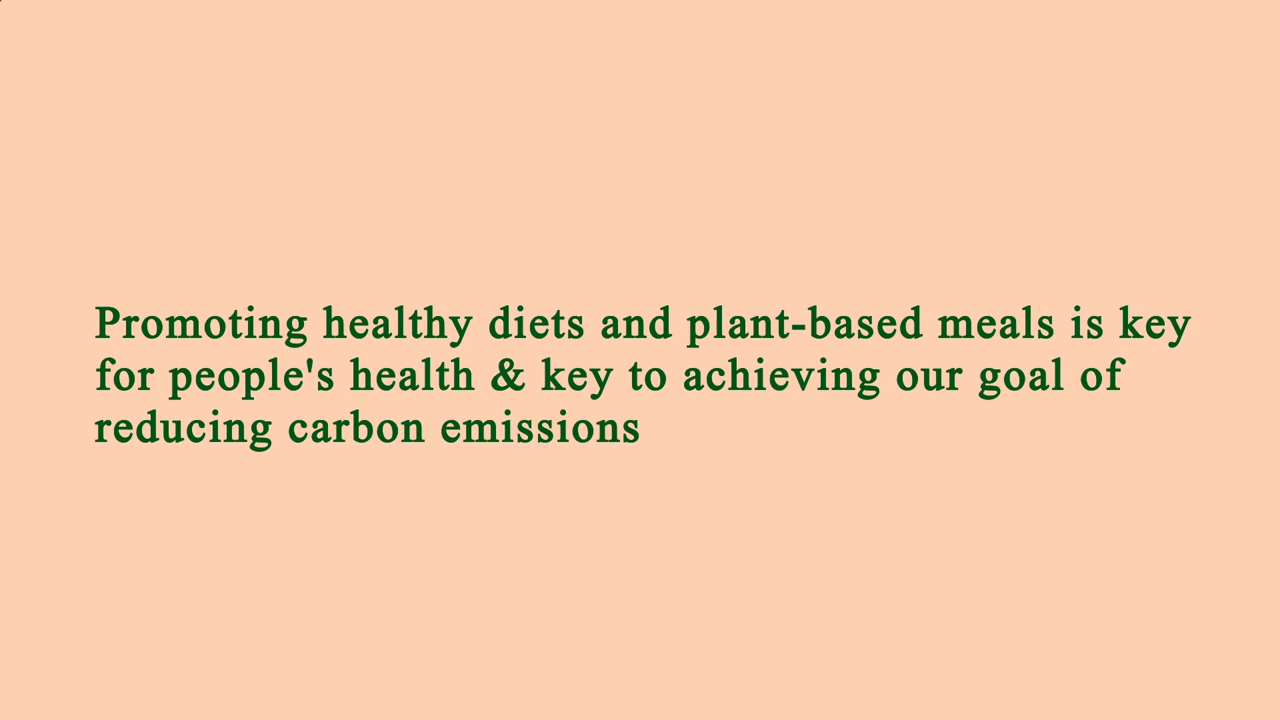 Promoting healthy diets and plant-based meals is key
for people's health & key to achieving our goal of
reducing carbon emissions